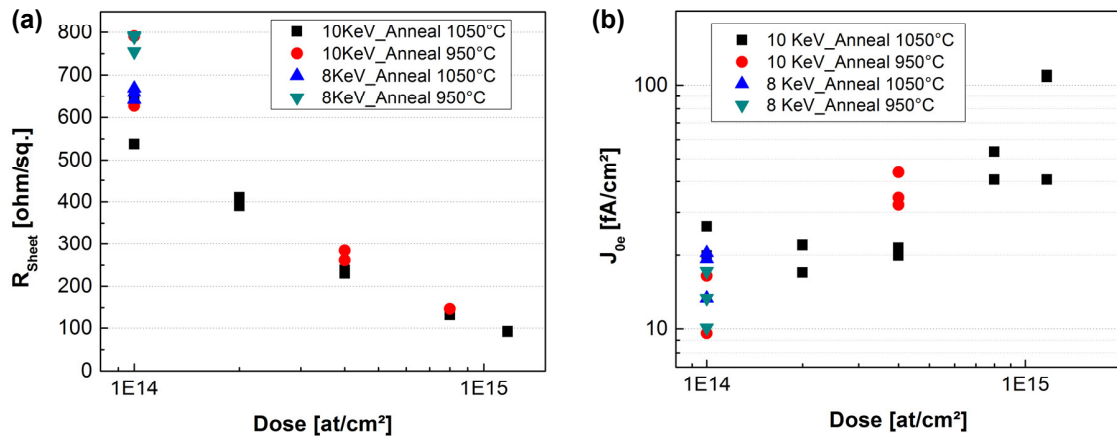 (a)
800
700
600
500
400
300
200
100
0
R_Sheet [ohm/sq.]
10KeV_Anneal 1050°C
10KeV_Anneal 950°C
8KeV_Anneal 1050°C
8KeV_Anneal 950°C
1E14
1E15
Dose [at/cm²]
(b)
100
10
J_0e [fA/cm²]
10 KeV_Anneal 1050°C
10 KeV_Anneal 950°C
8 KeV_Anneal 1050°C
8 KeV_Anneal 950°C
1E14
1E15
Dose [at/cm²]